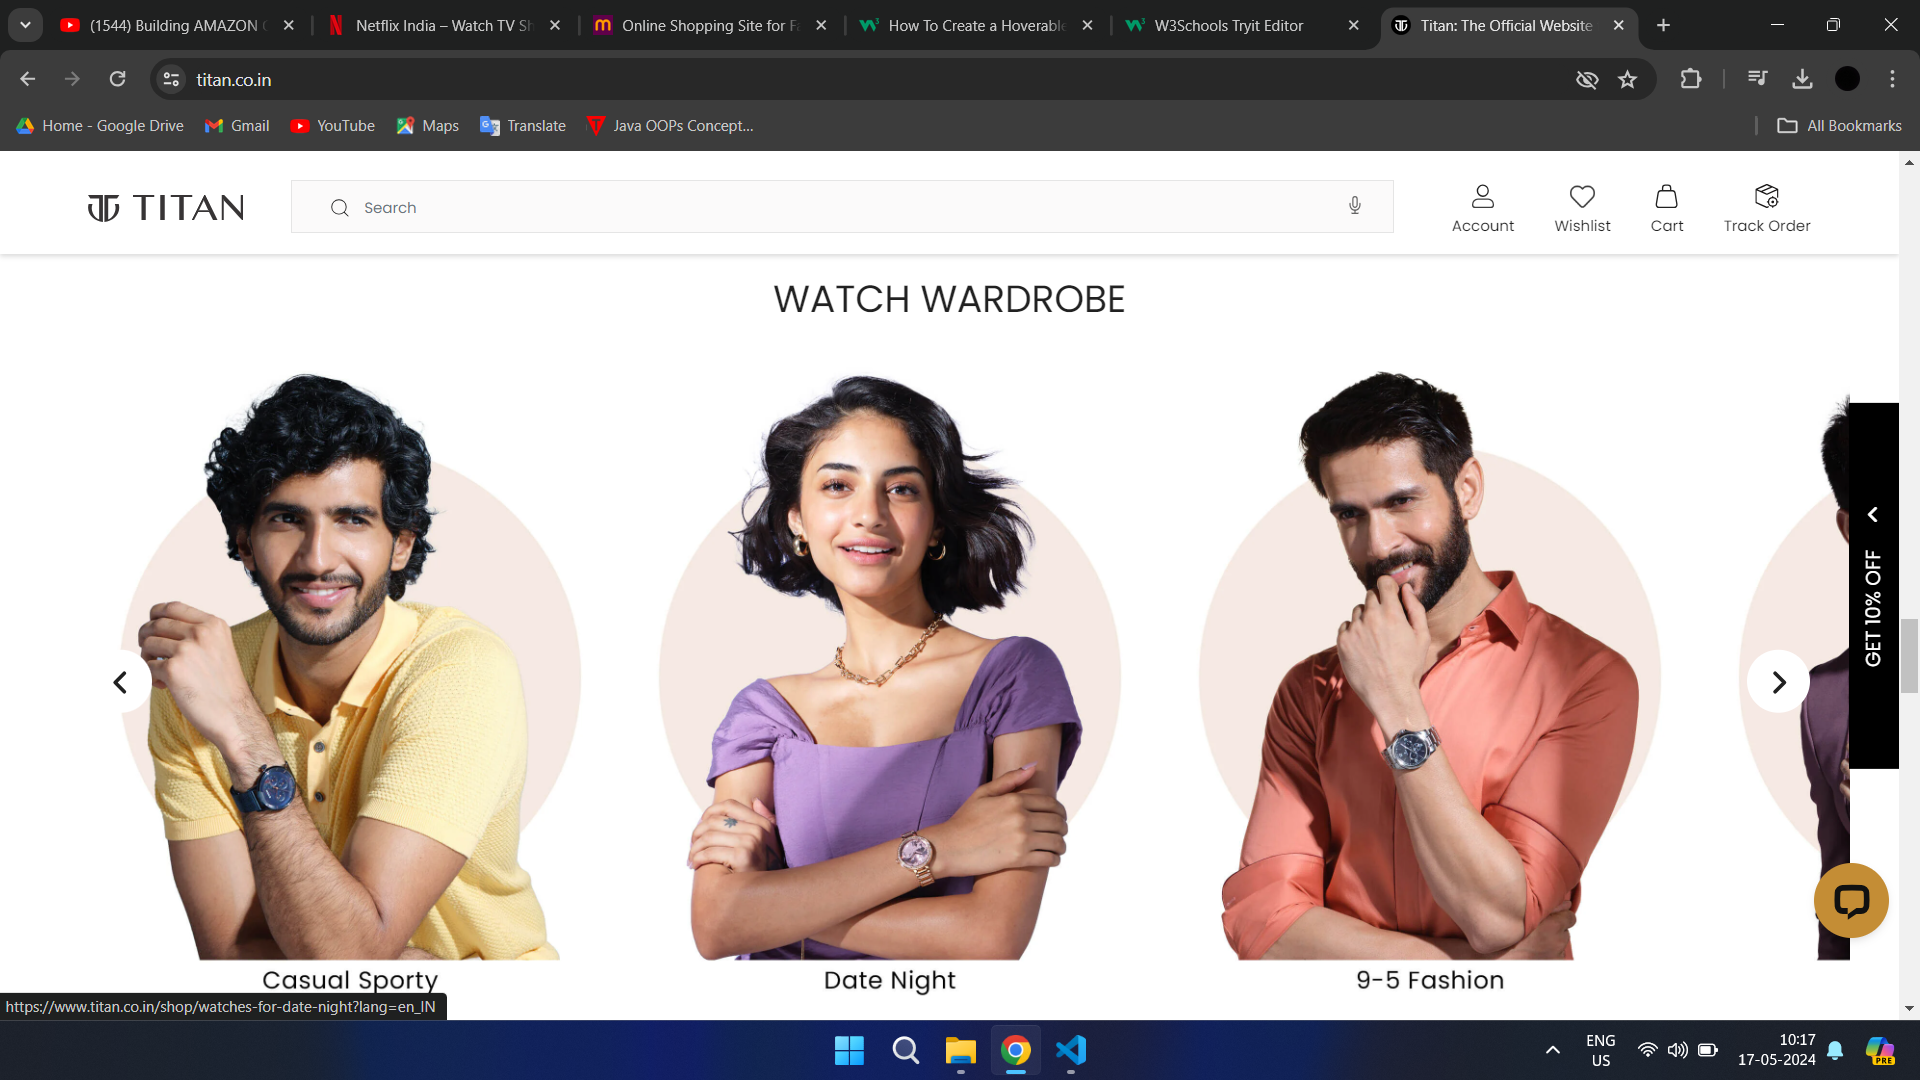 (1544) Building AMAZON
Netflix India – Watch TV Sh
Online Shopping Site for Fa
How To Create a Hoverable
W3Schools Tryit Editor
Titan: The Official Website
titan.co.in
Home - Google Drive
Gmail
YouTube
Maps
Translate
Java OOPs Concept...
All Bookmarks
TITAN
Search
Account
Wishlist
Cart
Track Order
WATCH WARDROBE
GET 10% OFF
Casual Sporty
Date Night
9-5 Fashion
https://www.titan.co.in/shop/watches-for-date-night?lang=en_IN
ENG
US
10:17
17-05-2024
PRE